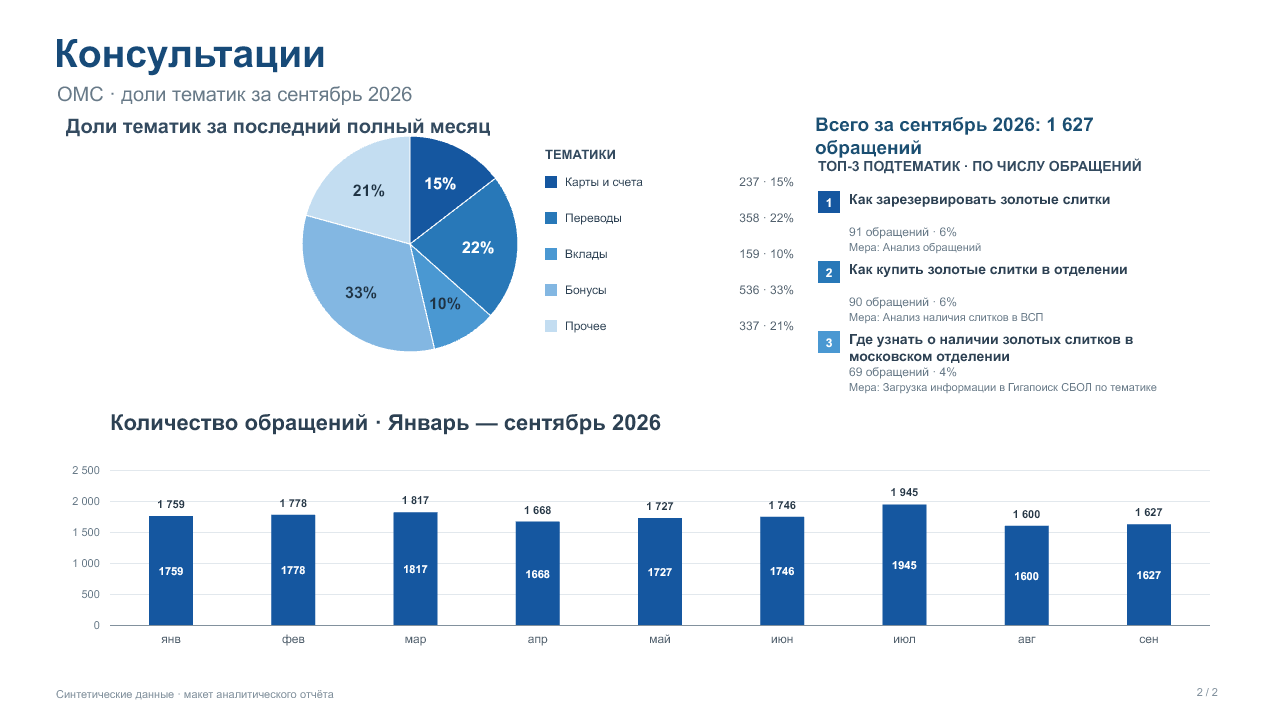 Консультации
ОМС · доли тематик за сентябрь 2026
Доли тематик за последний полный месяц
15%
22%
10%
33%
21%
ТЕМАТИКИ
Карты и счета 237 · 15%
Переводы 358 · 22%
Вклады 159 · 10%
Бонусы 536 · 33%
Прочее 337 · 21%
Всего за сентябрь 2026: 1 627
обращений
ТОП-3 ПОДТЕМАТИК · ПО ЧИСЛУ ОБРАЩЕНИЙ
1 Как зарезервировать золотые слитки
91 обращений · 6%
Мера: Анализ обращений
2 Как купить золотые слитки в отделении
90 обращений · 6%
Мера: Анализ наличия слитков в ВСП
3 Где узнать о наличии золотых слитков в
московском отделении
69 обращений · 4%
Мера: Загрузка информации в Гигапоиск СБОЛ по тематике
Количество обращений · Январь — сентябрь 2026
2 500
2 000
1 500
1 000
500
0
1 759 1 778 1 817 1 668 1 727 1 746 1 945 1 600 1 627
1759 1778 1817 1668 1727 1746 1945 1600 1627
янв фев мар апр май июн июл авг сен
Синтетические данные · макет аналитического отчёта
2 / 2